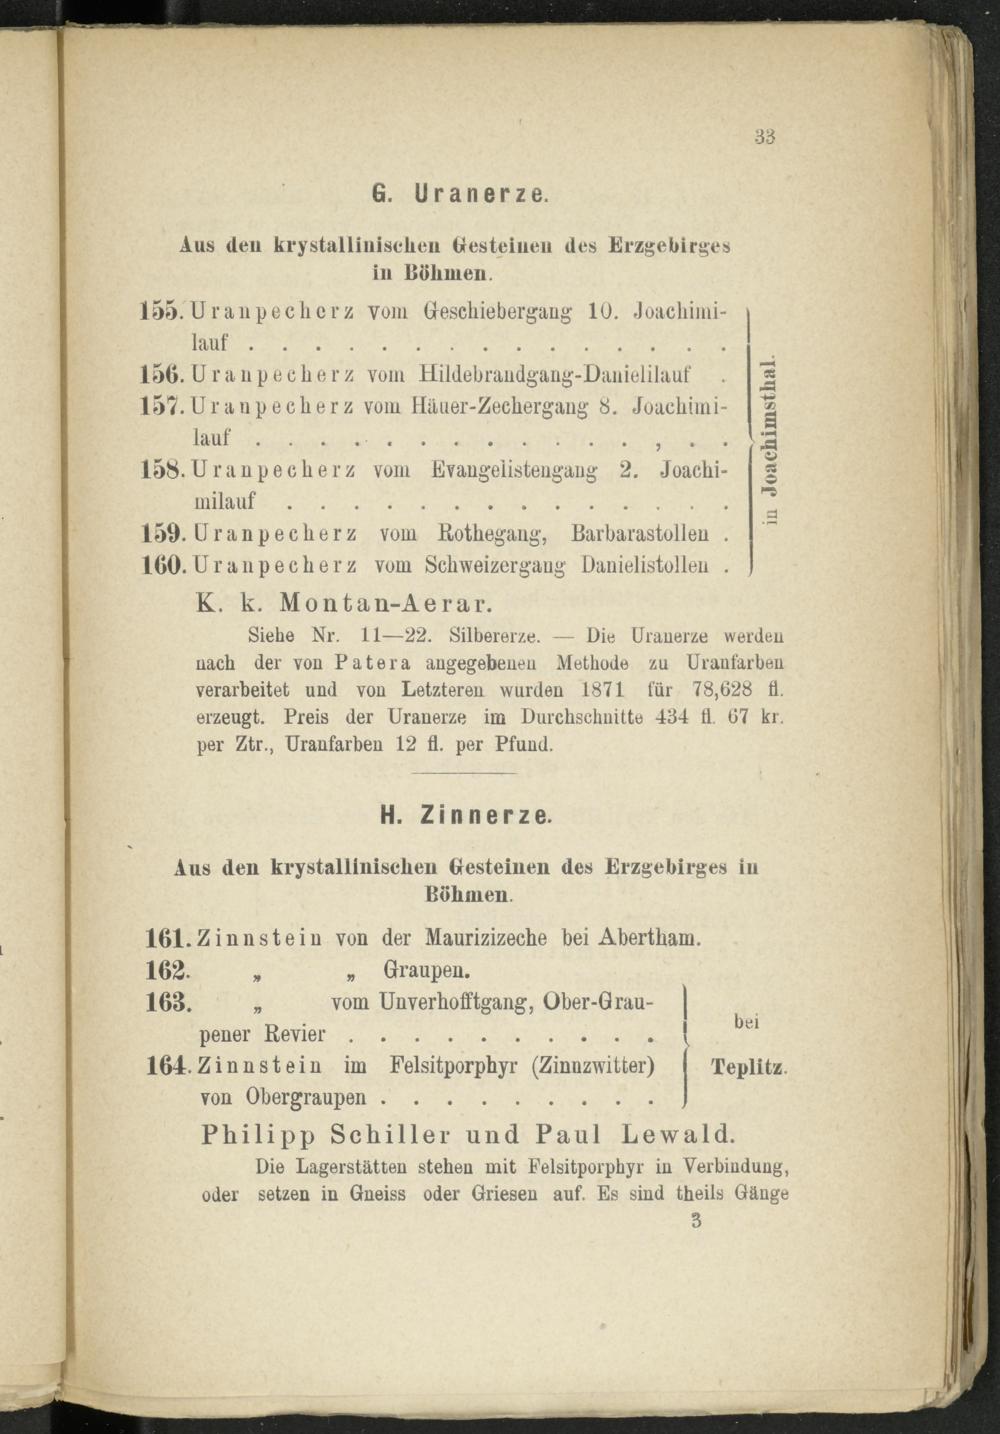 33
G. Uranerze.
Aus den krystallinischen Gesteinen des Erzgebirges
in Böhmen.
155. Uranpecherz vom Geschiebergang 10. Joachimi-
lauf . . . . . . . . . . . . . . .
156. Uranpecherz vom Hildebrandgang-Danielilauf .
157. Uranpecherz vom Häuer-Zechergang 8. Joachimi-
lauf . . . . . . . . . . . . , . .
158. Uranpecherz vom Evangelistengang 2. Joachi-
milauf . . . . . . . . . . . . . .
159. Uranpecherz vom Rothegang, Barbarastollen .
160. Uranpecherz vom Schweizergang Danielistollen .
in Joachimsthal.
K. k. Montan-Aerar.
Siehe Nr. 11—22. Silbererze. — Die Uranerze werden
nach der von Patera angegebenen Methode zu Uranfarben
verarbeitet und von Letzteren wurden 1871 für 78,628 fl.
erzeugt. Preis der Uranerze im Durchschnitte 434 fl. 67 kr.
per Ztr., Uranfarben 12 fl. per Pfund.
H. Zinnerze.
Aus den krystallinischen Gesteinen des Erzgebirges in
Böhmen.
161. Zinnstein von der Maurizizeche bei Abertham.
162. „ „ Graupen.
163. „ vom Unverhofftgang, Ober-Grau-
pener Revier . . . . . . . . . .
164. Zinnstein im Felsitporphyr (Zinnzwitter)
von Obergraupen . . . . . . . . .
bei
Teplitz.
Philipp Schiller und Paul Lewald.
Die Lagerstätten stehen mit Felsitporphyr in Verbindung,
oder setzen in Gneiss oder Griesen auf. Es sind theils Gänge
3